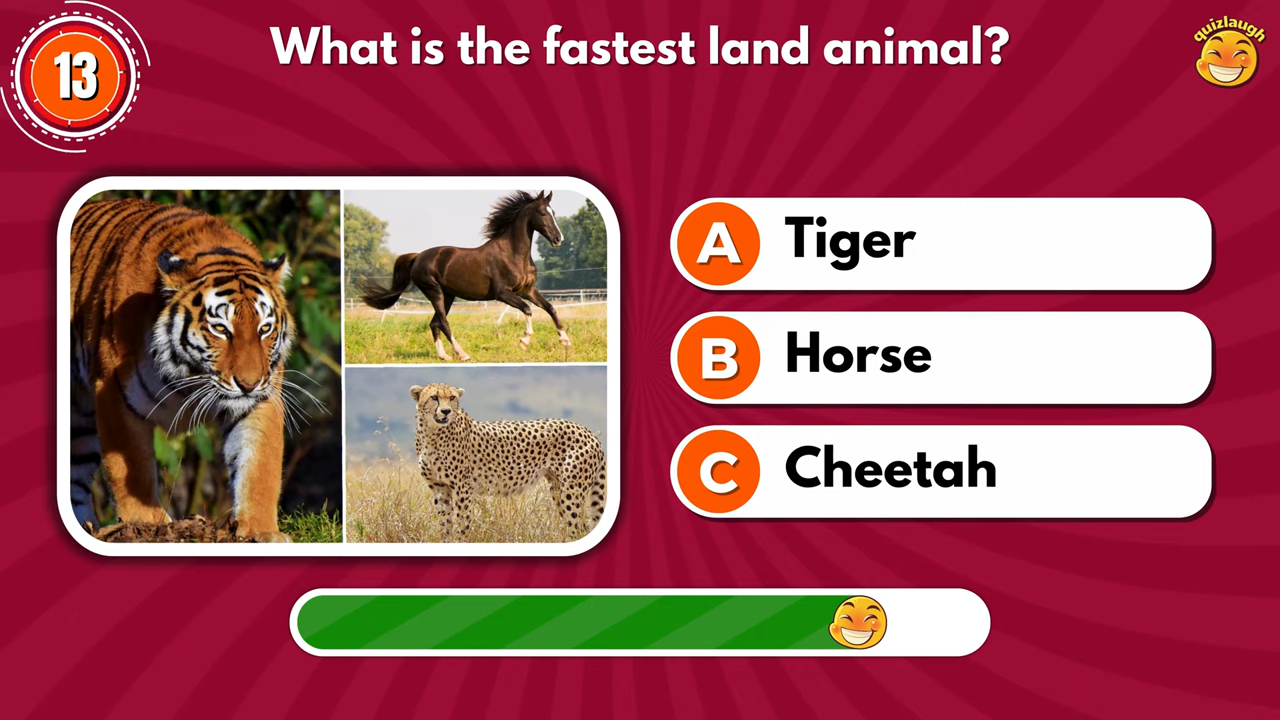 13
What is the fastest land animal?
quizlaugh
A Tiger
B Horse
C Cheetah